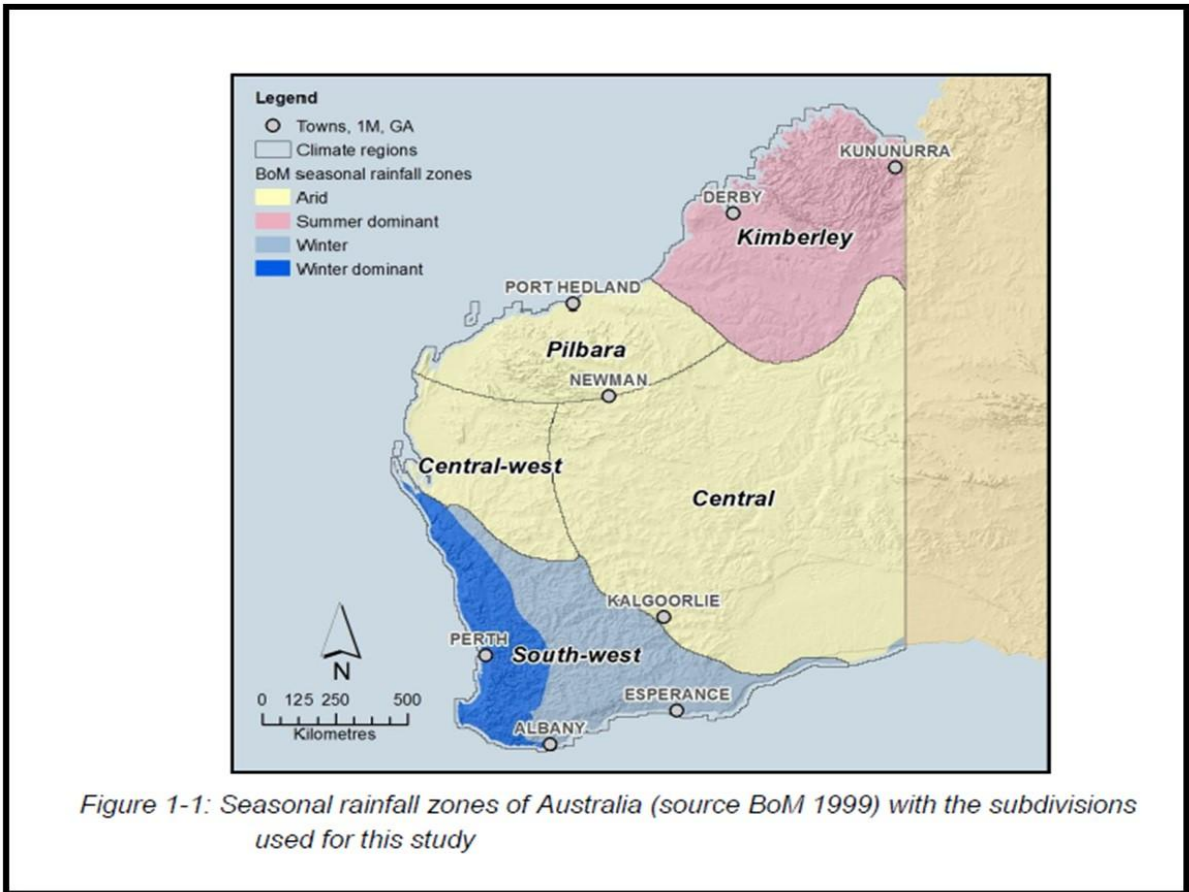 Legend
Towns, 1M, GA
Climate regions
BoM seasonal rainfall zones
Arid
Summer dominant
Winter
Winter dominant
KUNUNURRA
DERBY
Kimberley
PORT HEDLAND
Pilbara
NEWMAN
Central-west
Central
KALGOORLIE
PERTH
South-west
ESPERANCE
ALBANY
N
0 125 250 500
Kilometres
Figure 1-1: Seasonal rainfall zones of Australia (source BoM 1999) with the subdivisions
used for this study